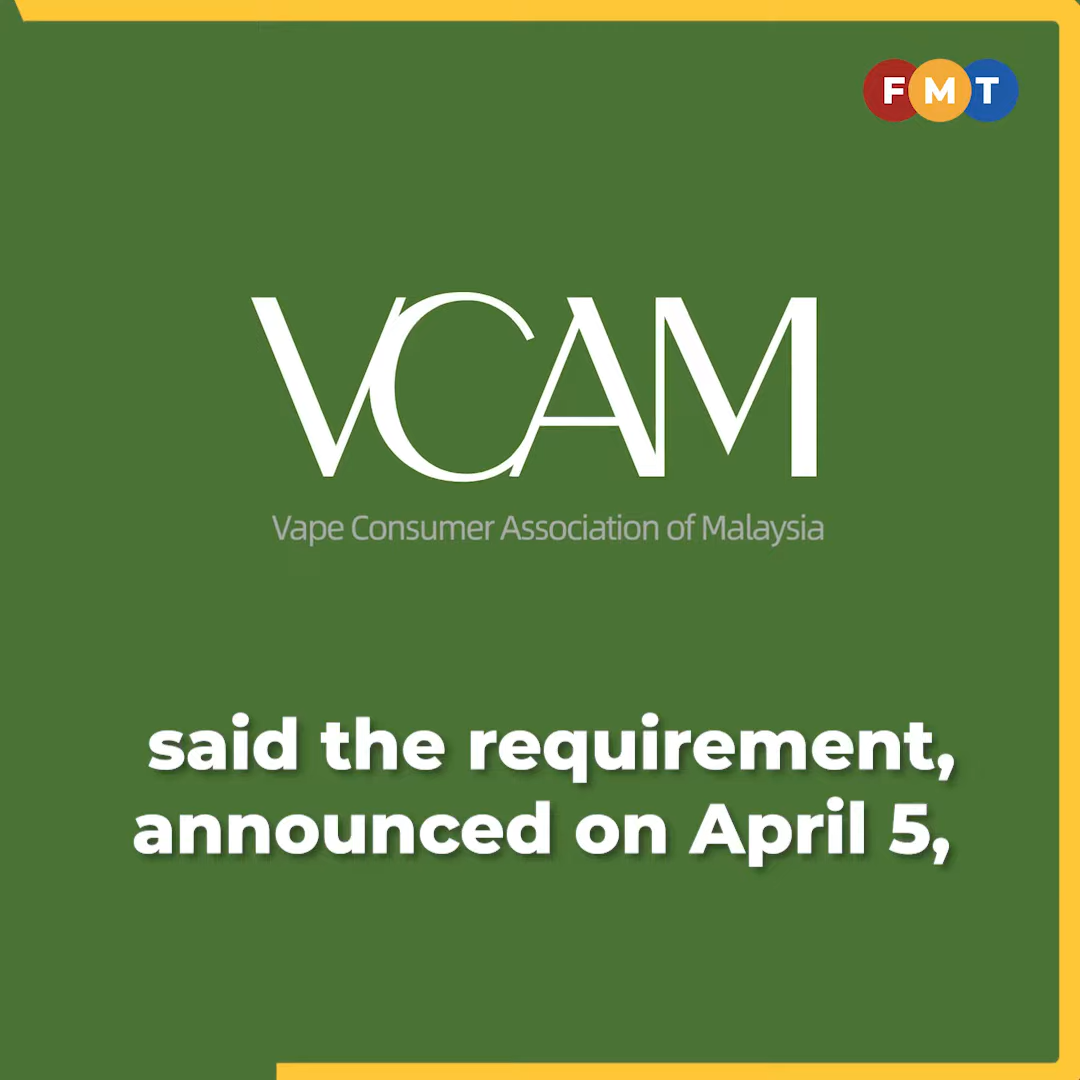 FMT
VCAM
Vape Consumer Association of Malaysia
said the requirement,
announced on April 5,